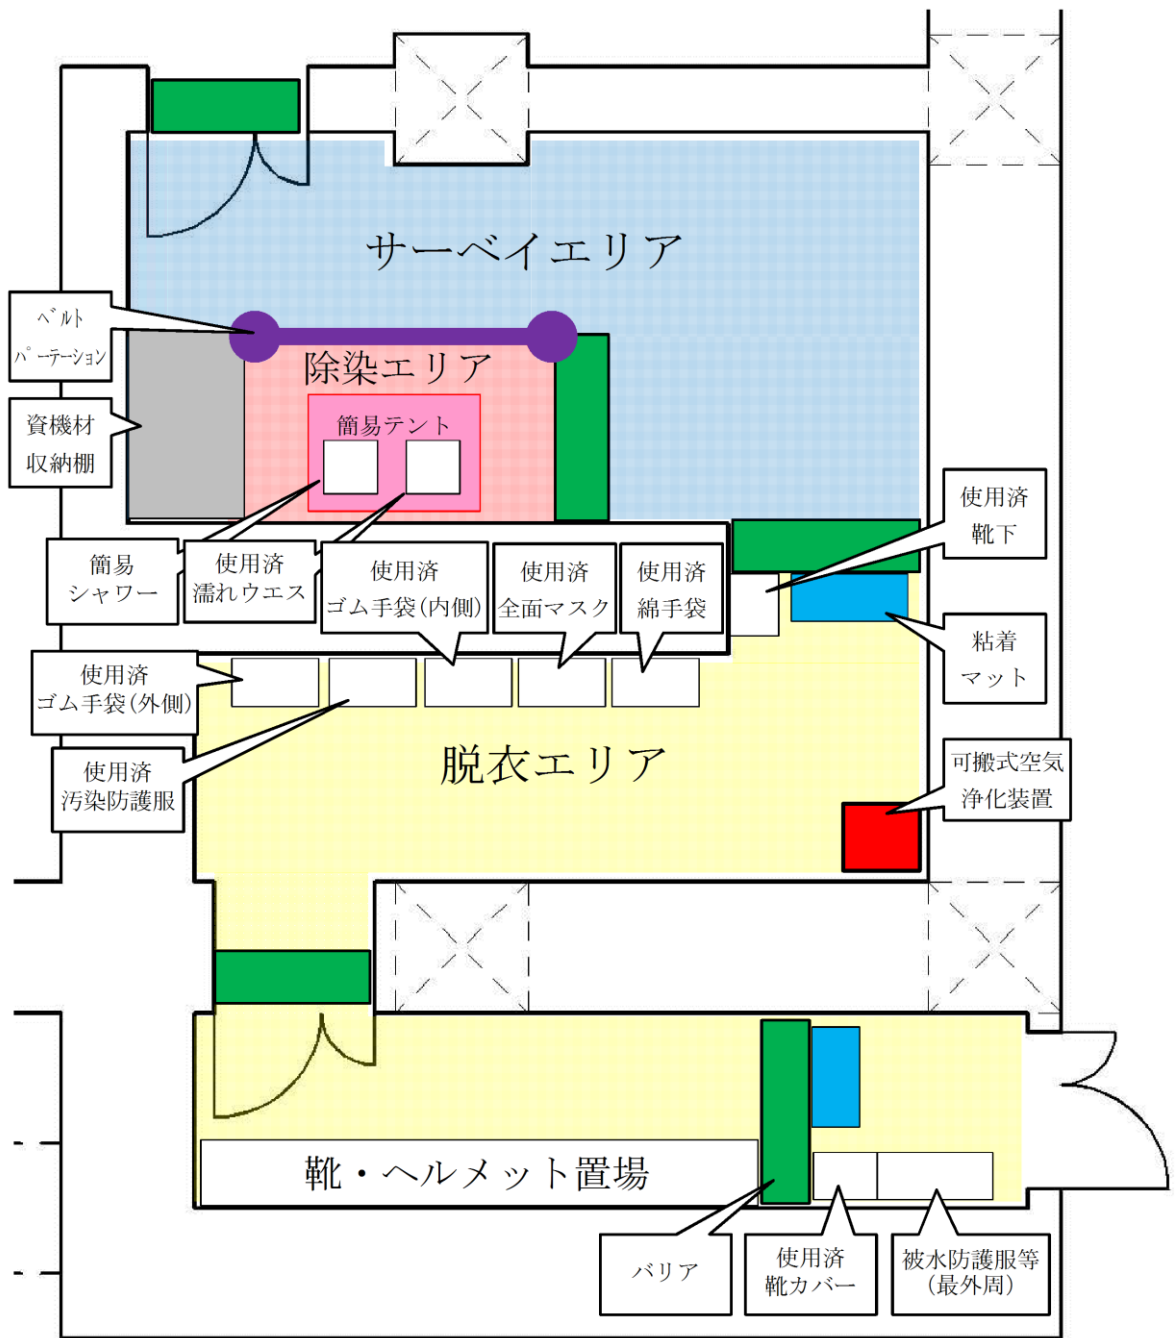 サーベイエリア
ベルト
パーテーション
除染エリア
資機材
収納棚
簡易テント
使用済
靴下
簡易
シャワー
使用済
濡れウエス
使用済
ゴム手袋(内側)
使用済
全面マスク
使用済
綿手袋
粘着
マット
使用済
ゴム手袋(外側)
脱衣エリア
使用済
汚染防護服
可搬式空気
浄化装置
靴・ヘルメット置場
バリア
使用済
靴カバー
被水防護服等
(最外周)